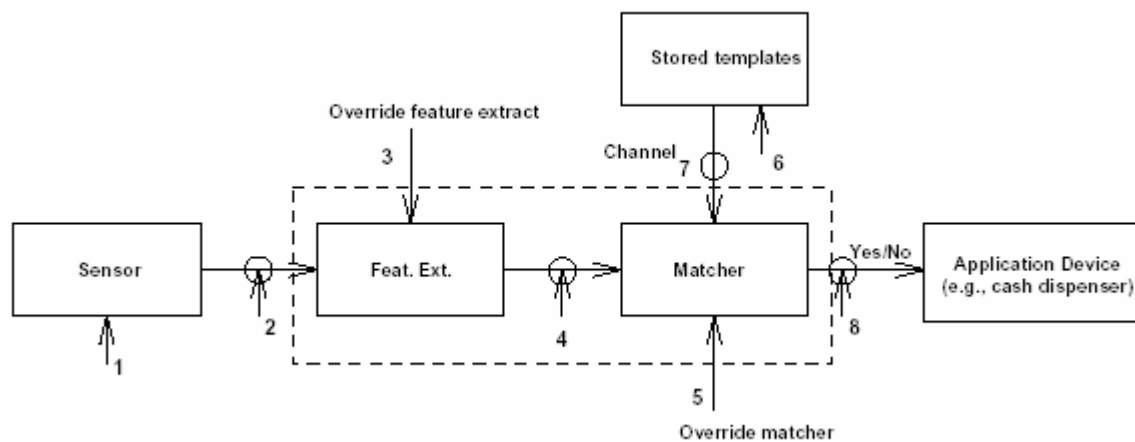 Stored templates
Override feature extract
3
Channel
7
6
Sensor
Feat. Ext.
Matcher
Yes/No
Application Device
(e.g., cash dispenser)
1
2
4
8
5
Override matcher